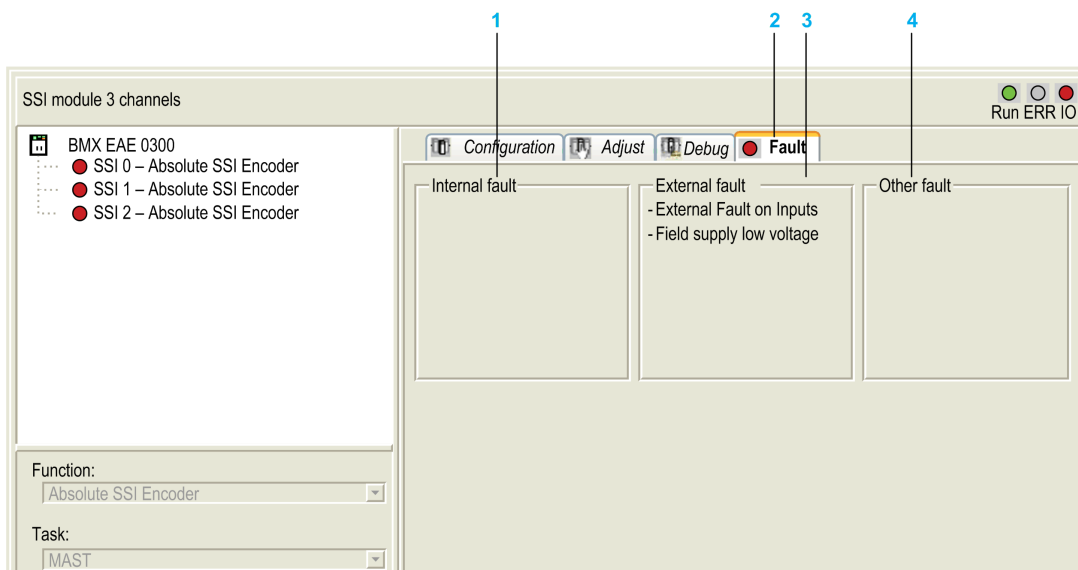 1 2 3 4
SSI module 3 channels
Run ERR IO
BMX EAE 0300
SSI 0 – Absolute SSI Encoder
SSI 1 – Absolute SSI Encoder
SSI 2 – Absolute SSI Encoder
Configuration Adjust Debug Fault
Internal fault
External fault
- External Fault on Inputs
- Field supply low voltage
Other fault
Function:
Absolute SSI Encoder
Task:
MAST